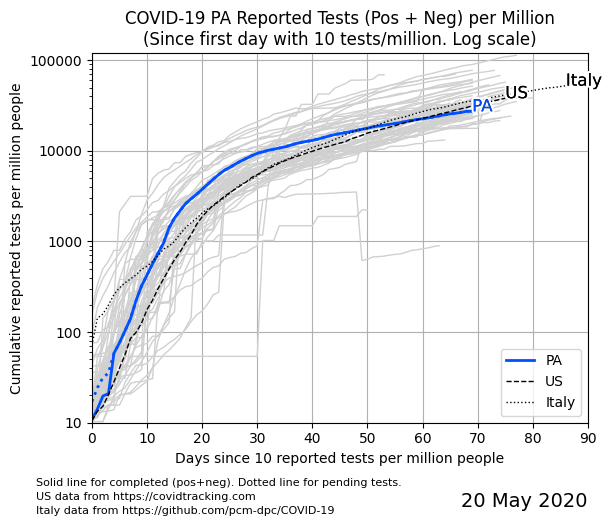 COVID-19 PA Reported Tests (Pos + Neg) per Million
(Since first day with 10 tests/million. Log scale)
Cumulative reported tests per million people
100000
10000
1000
100
10
Italy
US
PA
PA
US
Italy
0 10 20 30 40 50 60 70 80 90
Days since 10 reported tests per million people
Solid line for completed (pos+neg). Dotted line for pending tests.
US data from https://covidtracking.com
Italy data from https://github.com/pcm-dpc/COVID-19
20 May 2020